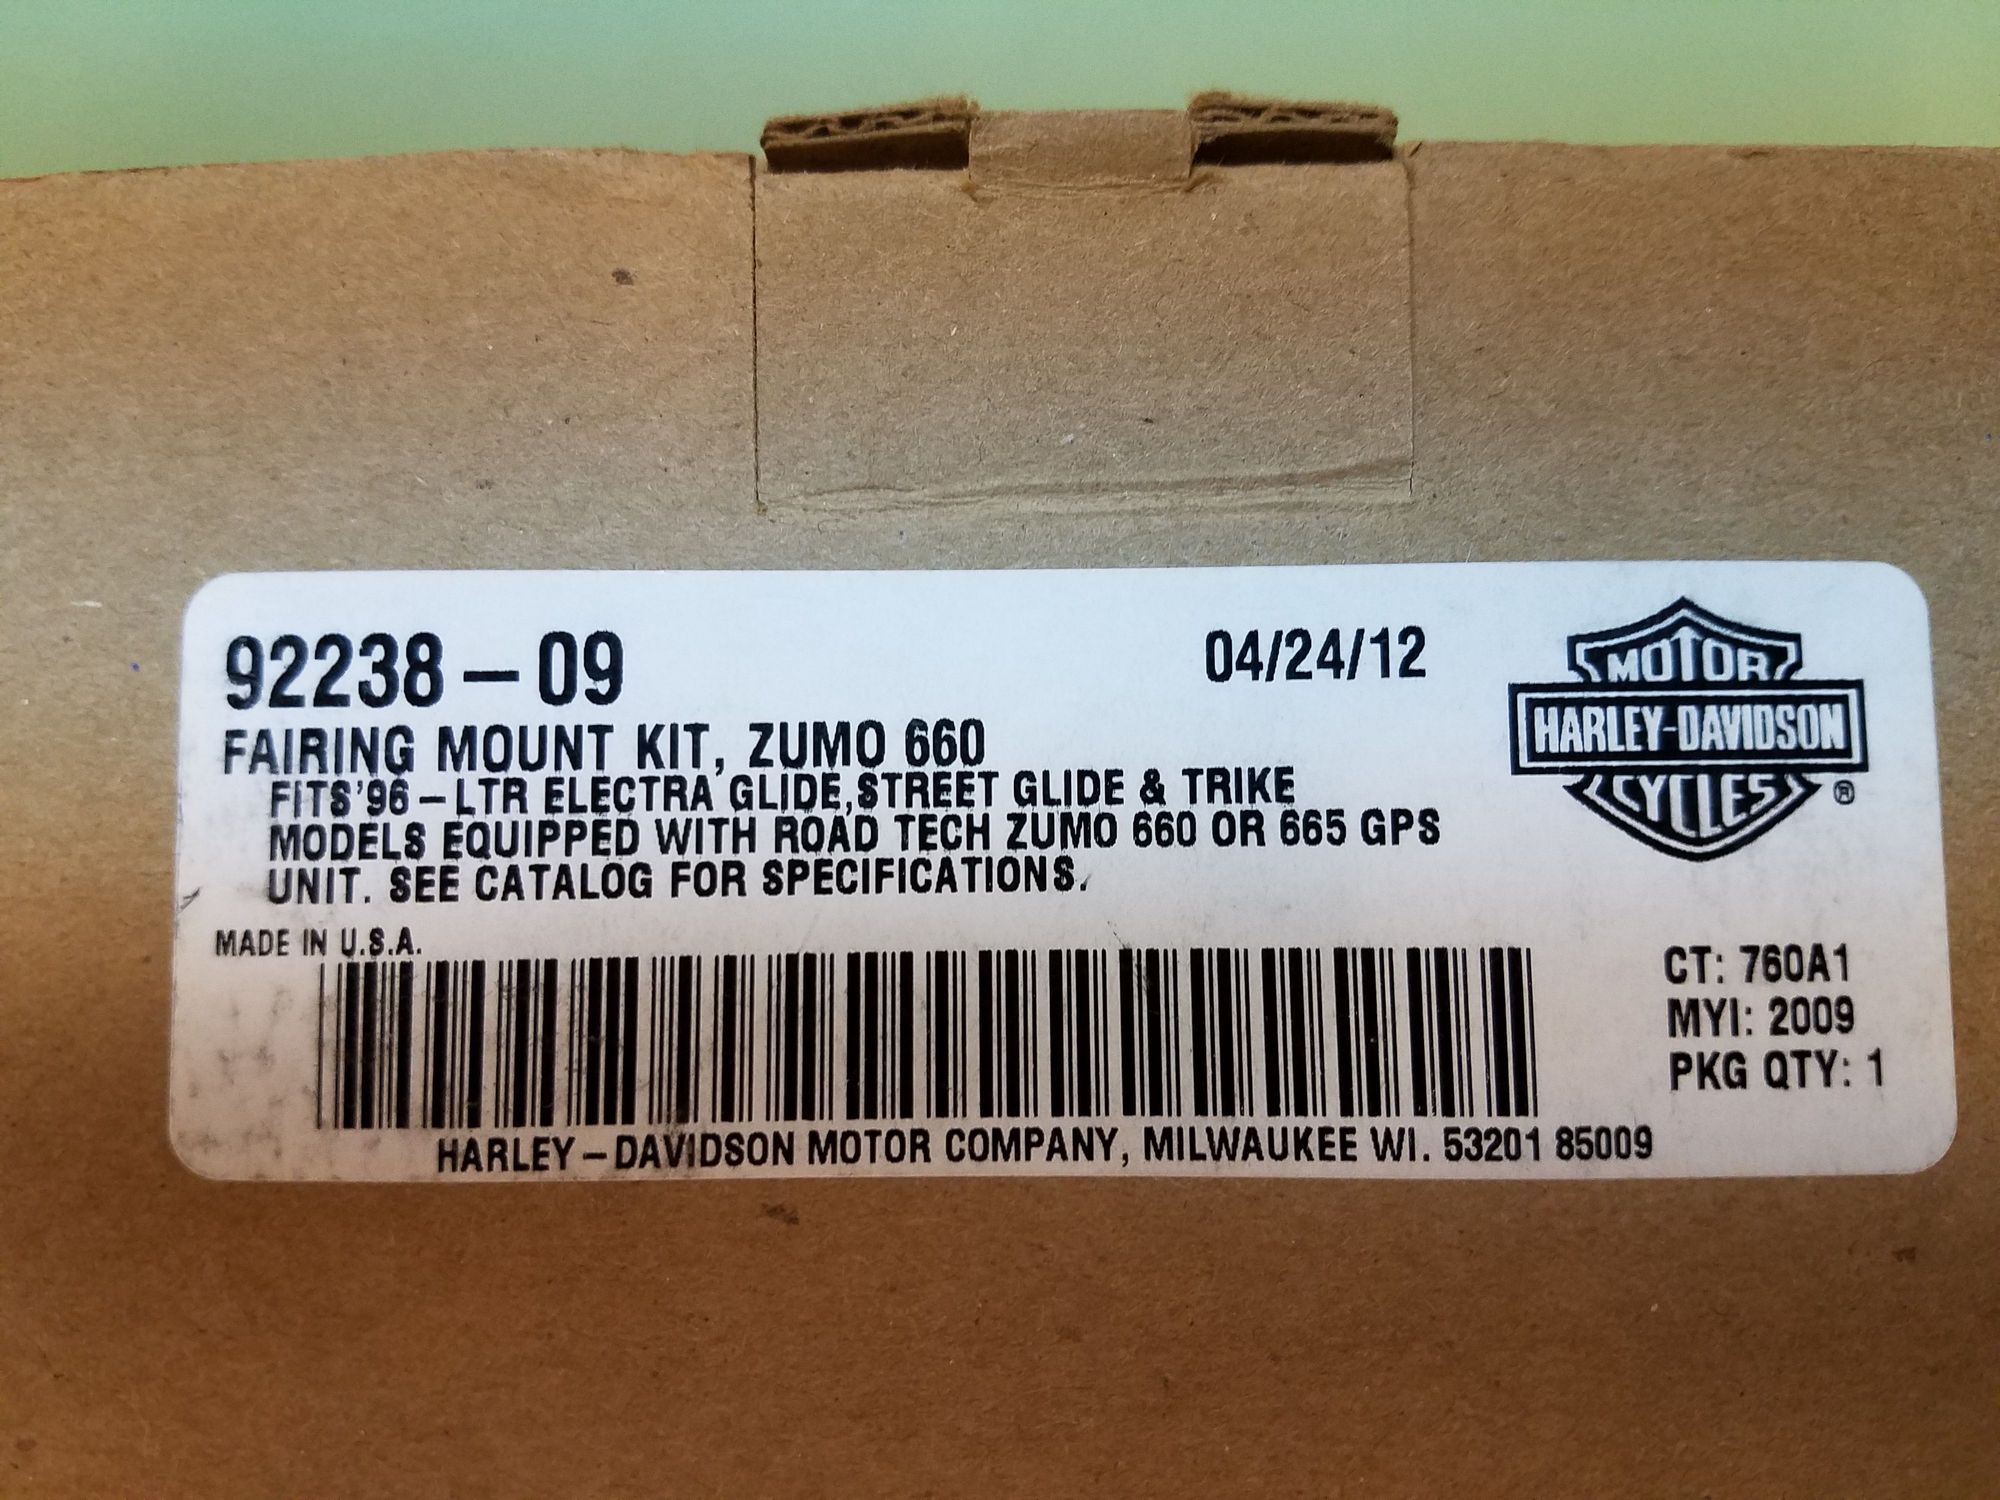 92238-09
04/24/12
FAIRING MOUNT KIT, ZUMO 660
FITS'96-LTR ELECTRA GLIDE,STREET GLIDE & TRIKE
MODELS EQUIPPED WITH ROAD TECH ZUMO 660 OR 665 GPS
UNIT. SEE CATALOG FOR SPECIFICATIONS.
MOTOR
HARLEY-DAVIDSON
CYCLES
®
MADE IN U.S.A.
CT: 760A1
MYI: 2009
PKG QTY: 1
HARLEY-DAVIDSON MOTOR COMPANY, MILWAUKEE WI. 53201 85009